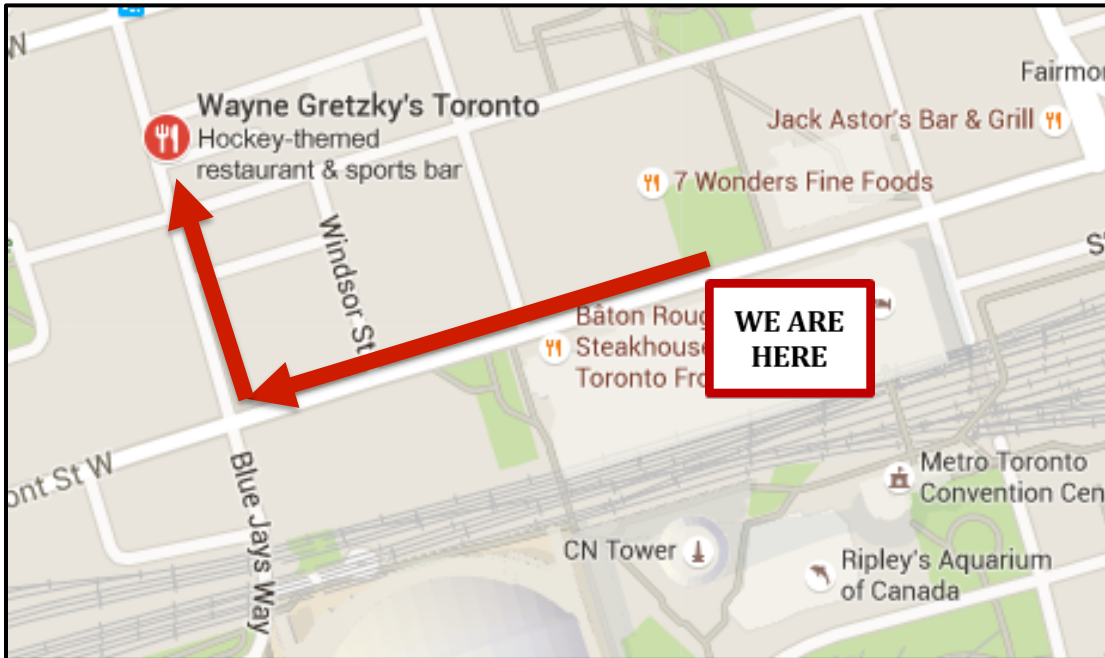 W
Wayne Gretzky's Toronto
Hockey-themed
restaurant & sports bar
Fairmo
Jack Astor's Bar & Grill
7 Wonders Fine Foods
Windsor St
S
Bâton Roug
Steakhouse
Toronto Fro
WE ARE
HERE
ont St W
Blue Jays Way
Metro Toronto
Convention Cen
CN Tower
Ripley's Aquarium
of Canada